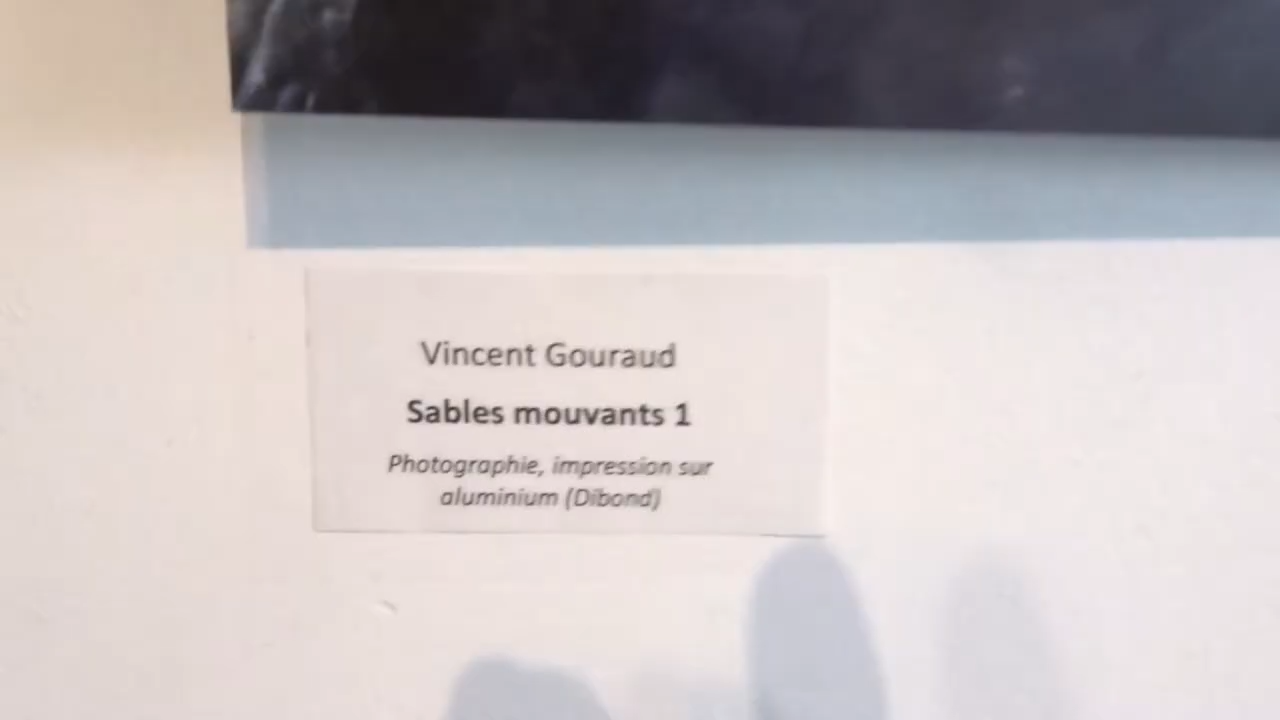 Vincent Gouraud
Sables mouvants 1
Photographie, impression sur
aluminium (Dibond)